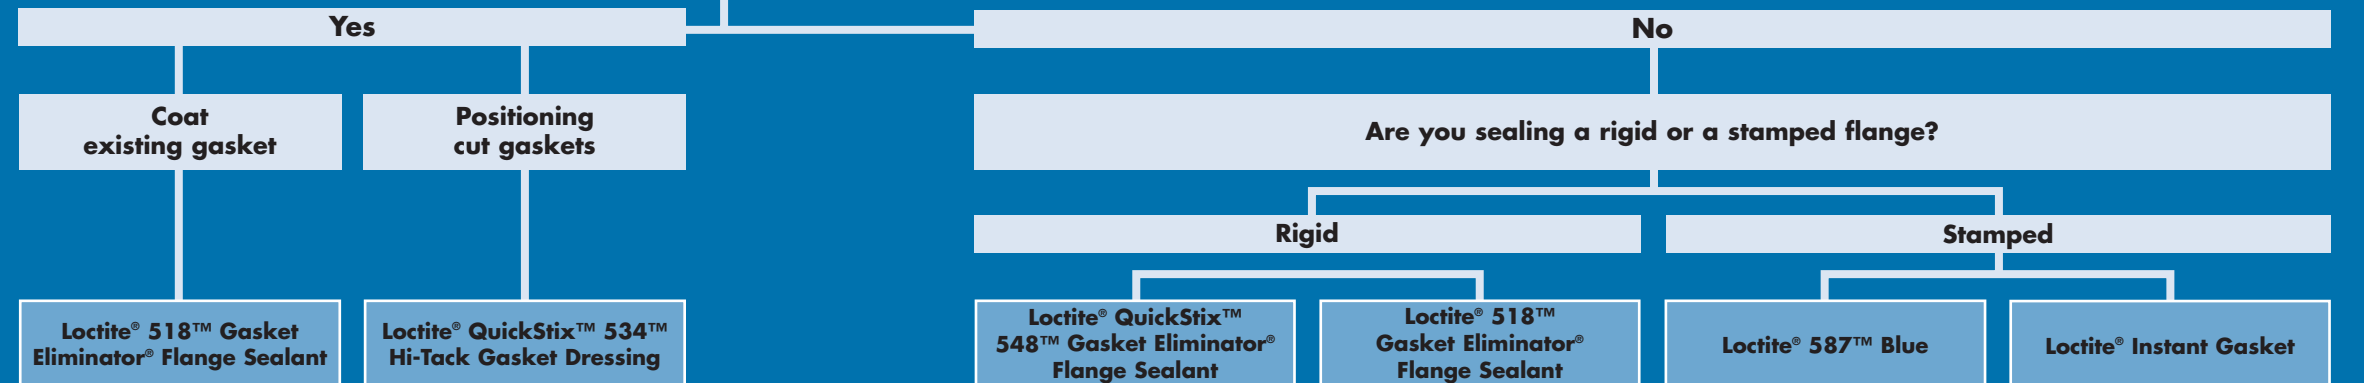 Yes
No
Coat
existing gasket
Positioning
cut gaskets
Are you sealing a rigid or a stamped flange?
Rigid
Stamped
Loctite® 518™ Gasket
Eliminator® Flange Sealant
Loctite® QuickStix™ 534™
Hi-Tack Gasket Dressing
Loctite® QuickStix™
548™ Gasket Eliminator®
Flange Sealant
Loctite® 518™
Gasket Eliminator®
Flange Sealant
Loctite® 587™ Blue
Loctite® Instant Gasket